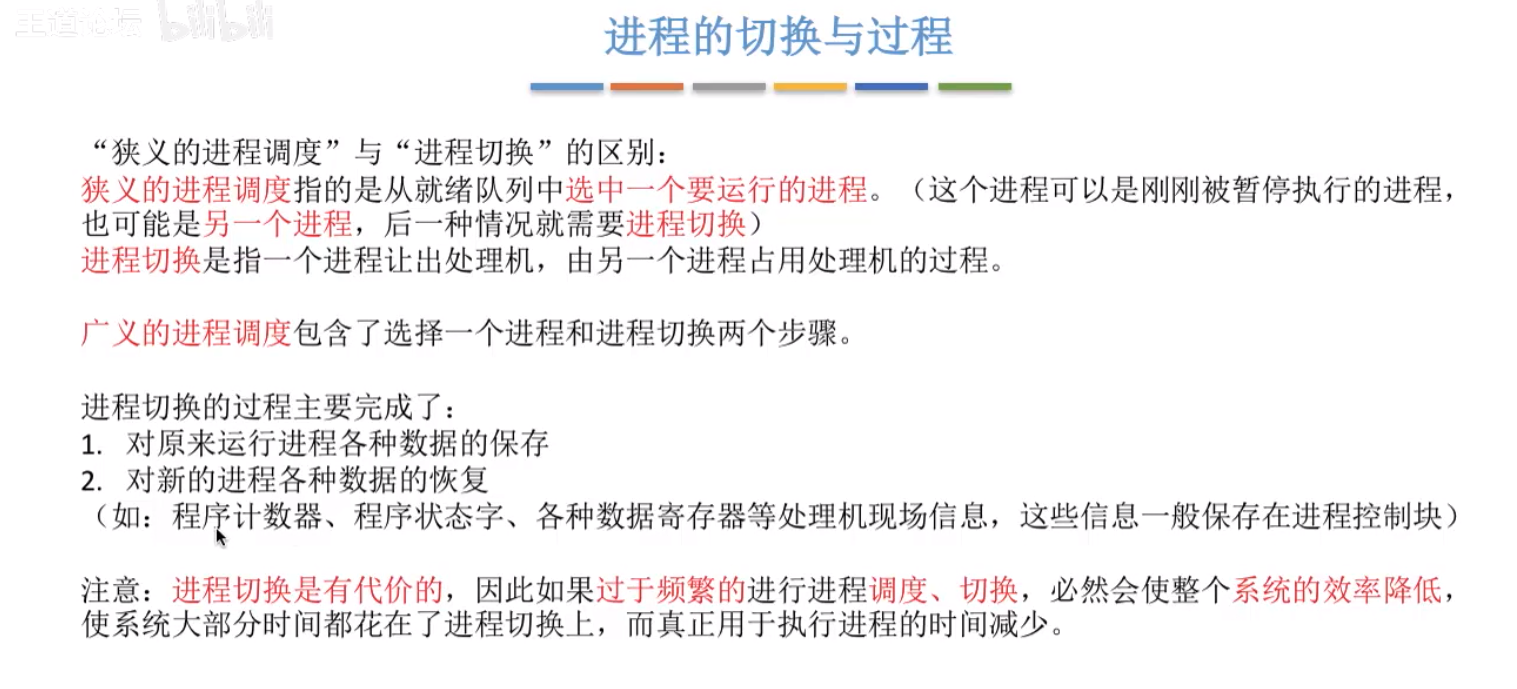 王道论坛 bilibili
进程的切换与过程
“狭义的进程调度”与“进程切换”的区别：
狭义的进程调度指的是从就绪队列中选中一个要运行的进程。（这个进程可以是刚刚被暂停执行的进程，
也可能是另一个进程，后一种情况就需要进程切换）
进程切换是指一个进程让出处理机，由另一个进程占用处理机的过程。
广义的进程调度包含了选择一个进程和进程切换两个步骤。
进程切换的过程主要完成了：
1. 对原来运行进程各种数据的保存
2. 对新的进程各种数据的恢复
（如：程序计数器、程序状态字、各种数据寄存器等处理机现场信息，这些信息一般保存在进程控制块）
注意：进程切换是有代价的，因此如果过于频繁的进行进程调度、切换，必然会使整个系统的效率降低，
使系统大部分时间都花在了进程切换上，而真正用于执行进程的时间减少。